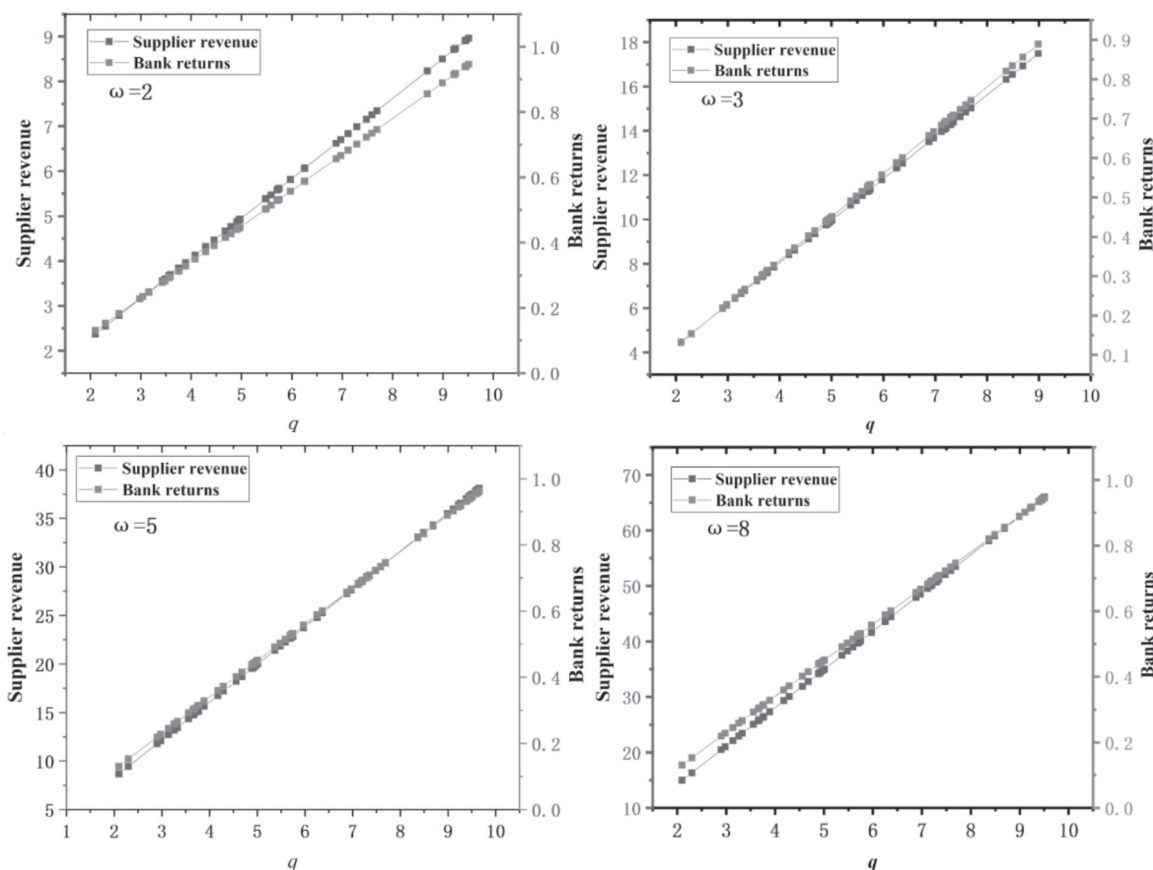 Supplier revenue
Bank returns
ω=2
9
8
7
6
5
4
3
2
Supplier revenue
1.0
0.8
0.6
0.4
0.2
0.0
Bank returns
2 3 4 5 6 7 8 9 10
q
Supplier revenue
Bank returns
ω=3
18
16
14
12
10
8
6
4
Supplier revenue
0.9
0.8
0.7
0.6
0.5
0.4
0.3
0.2
0.1
Bank returns
2 3 4 5 6 7 8 9 10
q
Supplier revenue
Bank returns
ω=5
40
35
30
25
20
15
10
5
Supplier revenue
1.0
0.8
0.6
0.4
0.2
0.0
Bank returns
1 2 3 4 5 6 7 8 9 10
q
Supplier revenue
Bank returns
ω=8
70
60
50
40
30
20
10
Supplier revenue
1.0
0.8
0.6
0.4
0.2
0.0
Bank returns
2 3 4 5 6 7 8 9 10
q